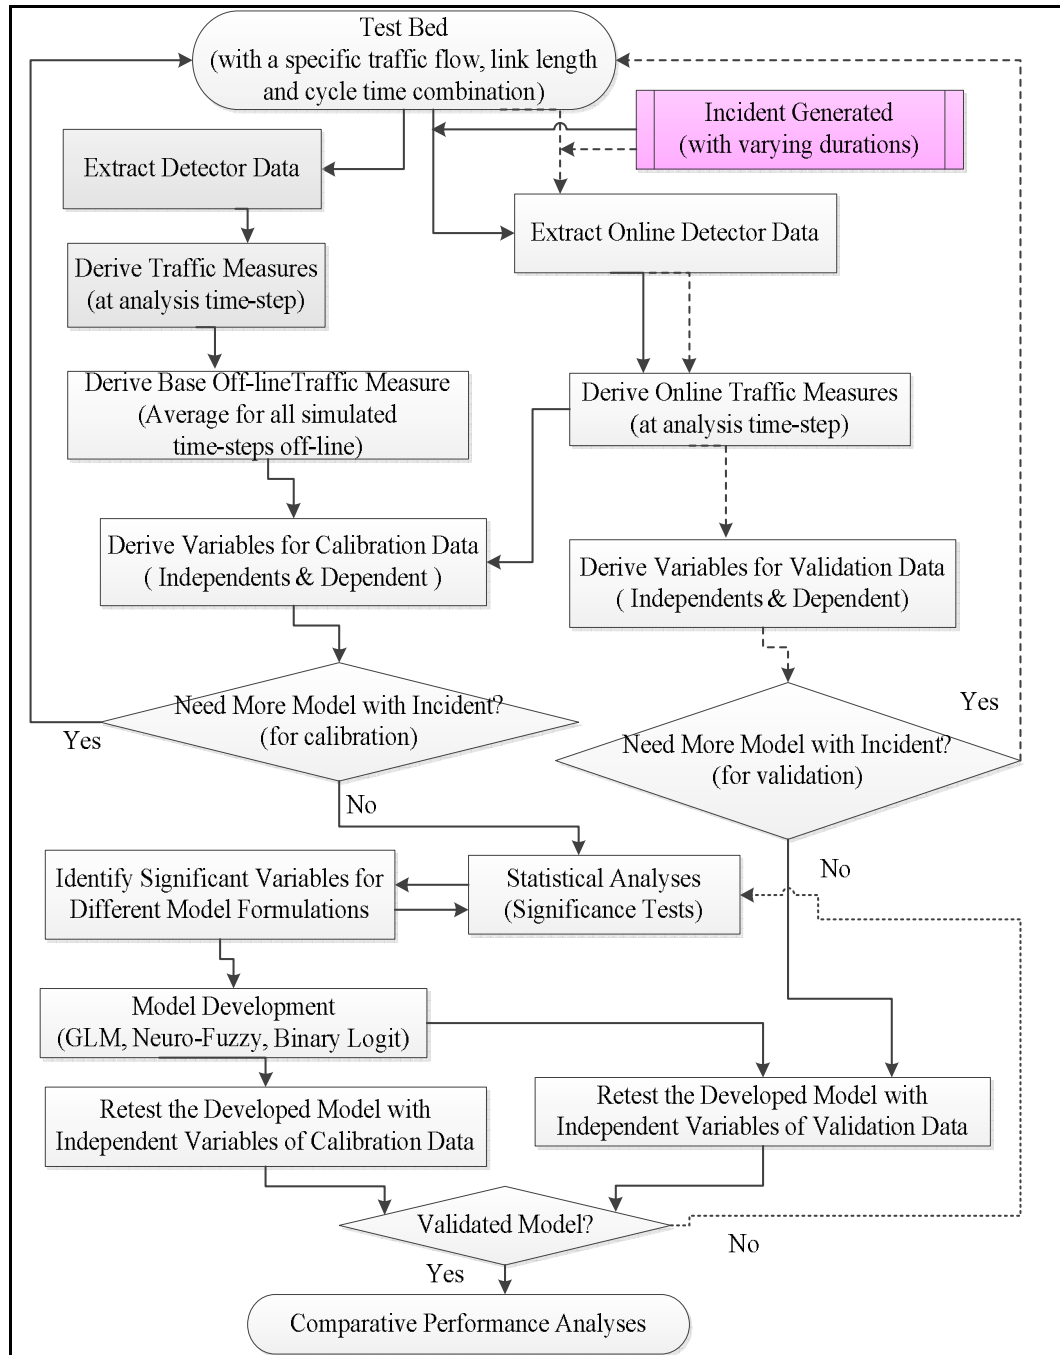 Test Bed
(with a specific traffic flow, link length
and cycle time combination)
Incident Generated
(with varying durations)
Extract Detector Data
Extract Online Detector Data
Derive Traffic Measures
(at analysis time-step)
Derive Base Off-lineTraffic Measure
(Average for all simulated
time-steps off-line)
Derive Online Traffic Measures
(at analysis time-step)
Derive Variables for Calibration Data
( Independents & Dependent )
Derive Variables for Validation Data
( Independents & Dependent)
Need More Model with Incident?
(for calibration)
Yes
No
Need More Model with Incident?
(for validation)
Yes
No
Identify Significant Variables for
Different Model Formulations
Statistical Analyses
(Significance Tests)
Model Development
(GLM, Neuro-Fuzzy, Binary Logit)
Retest the Developed Model with
Independent Variables of Calibration Data
Retest the Developed Model with
Independent Variables of Validation Data
Validated Model?
No
Yes
Comparative Performance Analyses